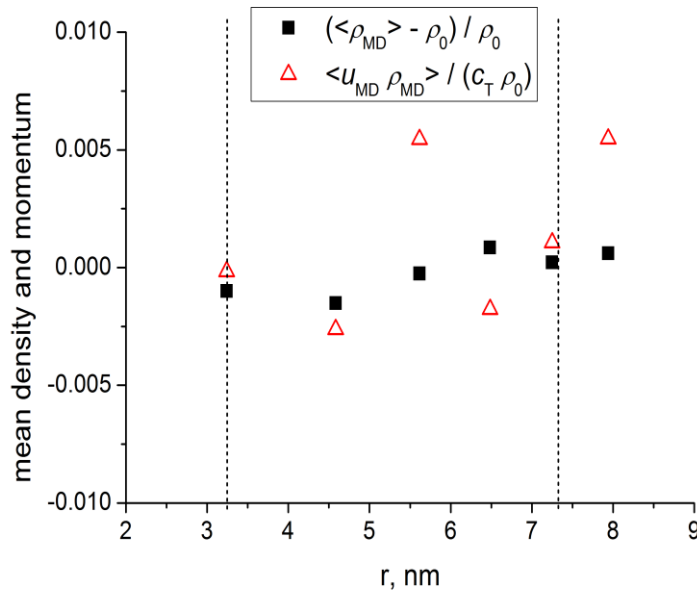 (<ρMD> - ρ0) / ρ0
<uMD ρMD> / (cT ρ0)
mean density and momentum
0.010
0.005
0.000
-0.005
-0.010
2 3 4 5 6 7 8 9
r, nm